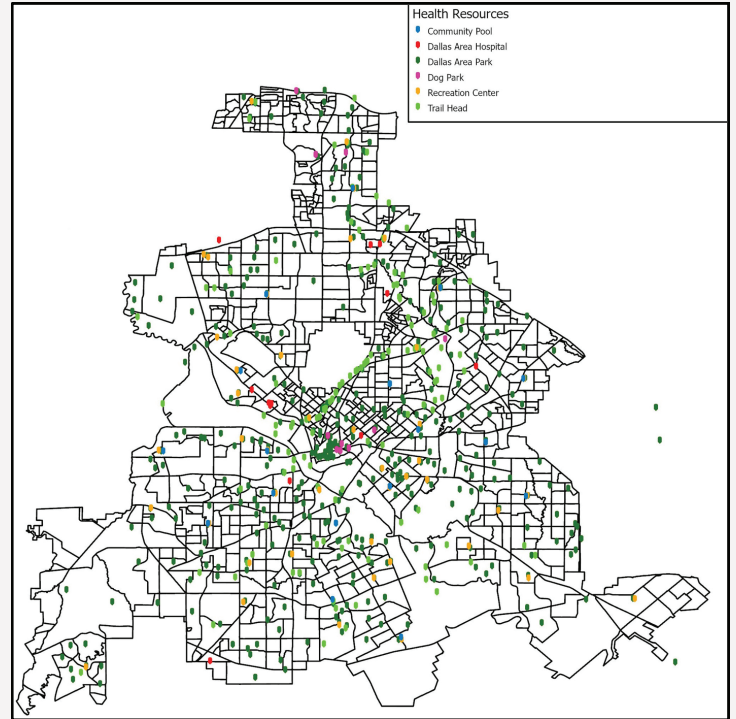 Health Resources
Community Pool
Dallas Area Hospital
Dallas Area Park
Dog Park
Recreation Center
Trail Head